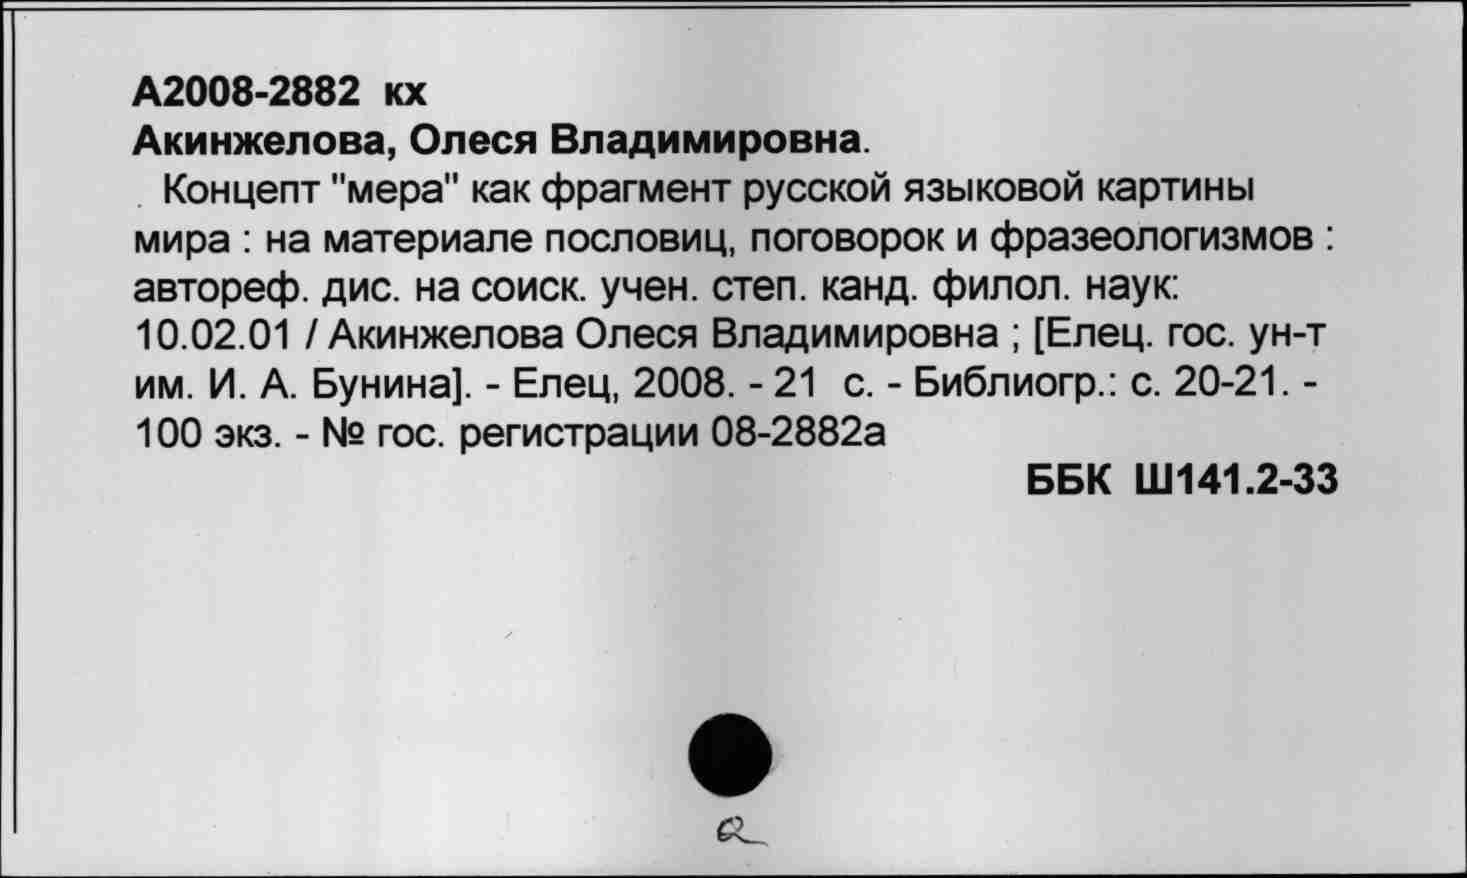 А2008-2882 кх
Акинжелова, Олеся Владимировна.
Концепт "мера" как фрагмент русской языковой картины
мира : на материале пословиц, поговорок и фразеологизмов :
автореф. дис. на соиск. учен. степ. канд. филол. наук:
10.02.01 / Акинжелова Олеся Владимировна ; [Елец. гос. ун-т
им. И. А. Бунина]. - Елец, 2008. - 21 с. - Библиогр.: с. 20-21. -
100 экз. - № гос. регистрации 08-2882а
ББК Ш141.2-33